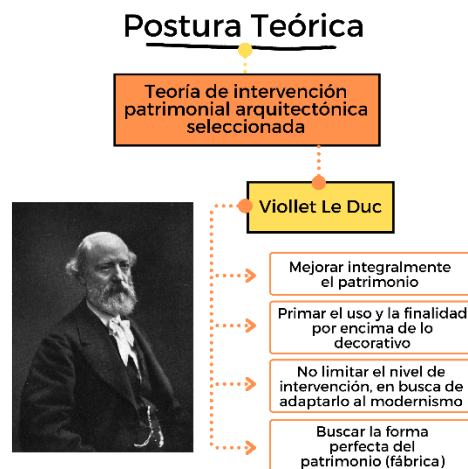 Postura Teórica
Teoría de intervención
patrimonial arquitectónica
seleccionada
Viollet Le Duc
Mejorar integralmente
el patrimonio
Primar el uso y la finalidad
por encima de lo
decorativo
No limitar el nivel de
intervención, en busca de
adaptarlo al modernismo
Buscar la forma
perfecta del
patrimonio (fábrica)